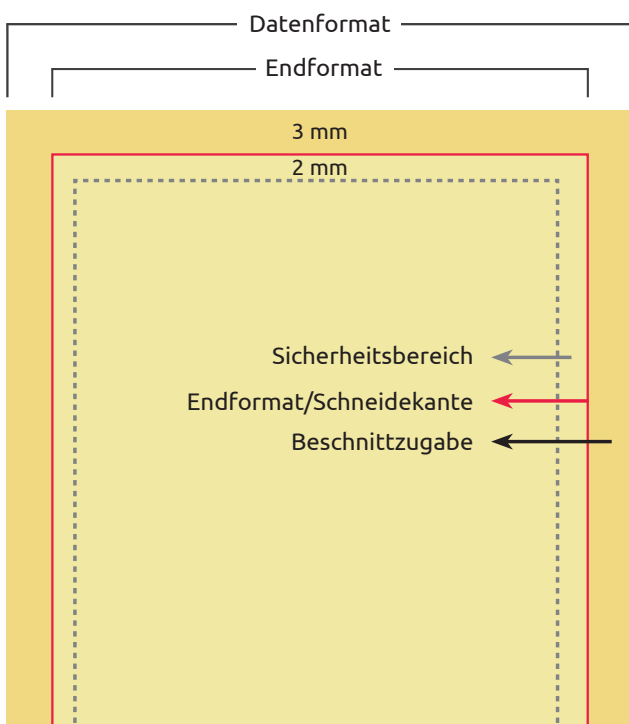 Datenformat
Endformat
3 mm
2 mm
Sicherheitsbereich
Endformat/Schneidekante
Beschnittzugabe